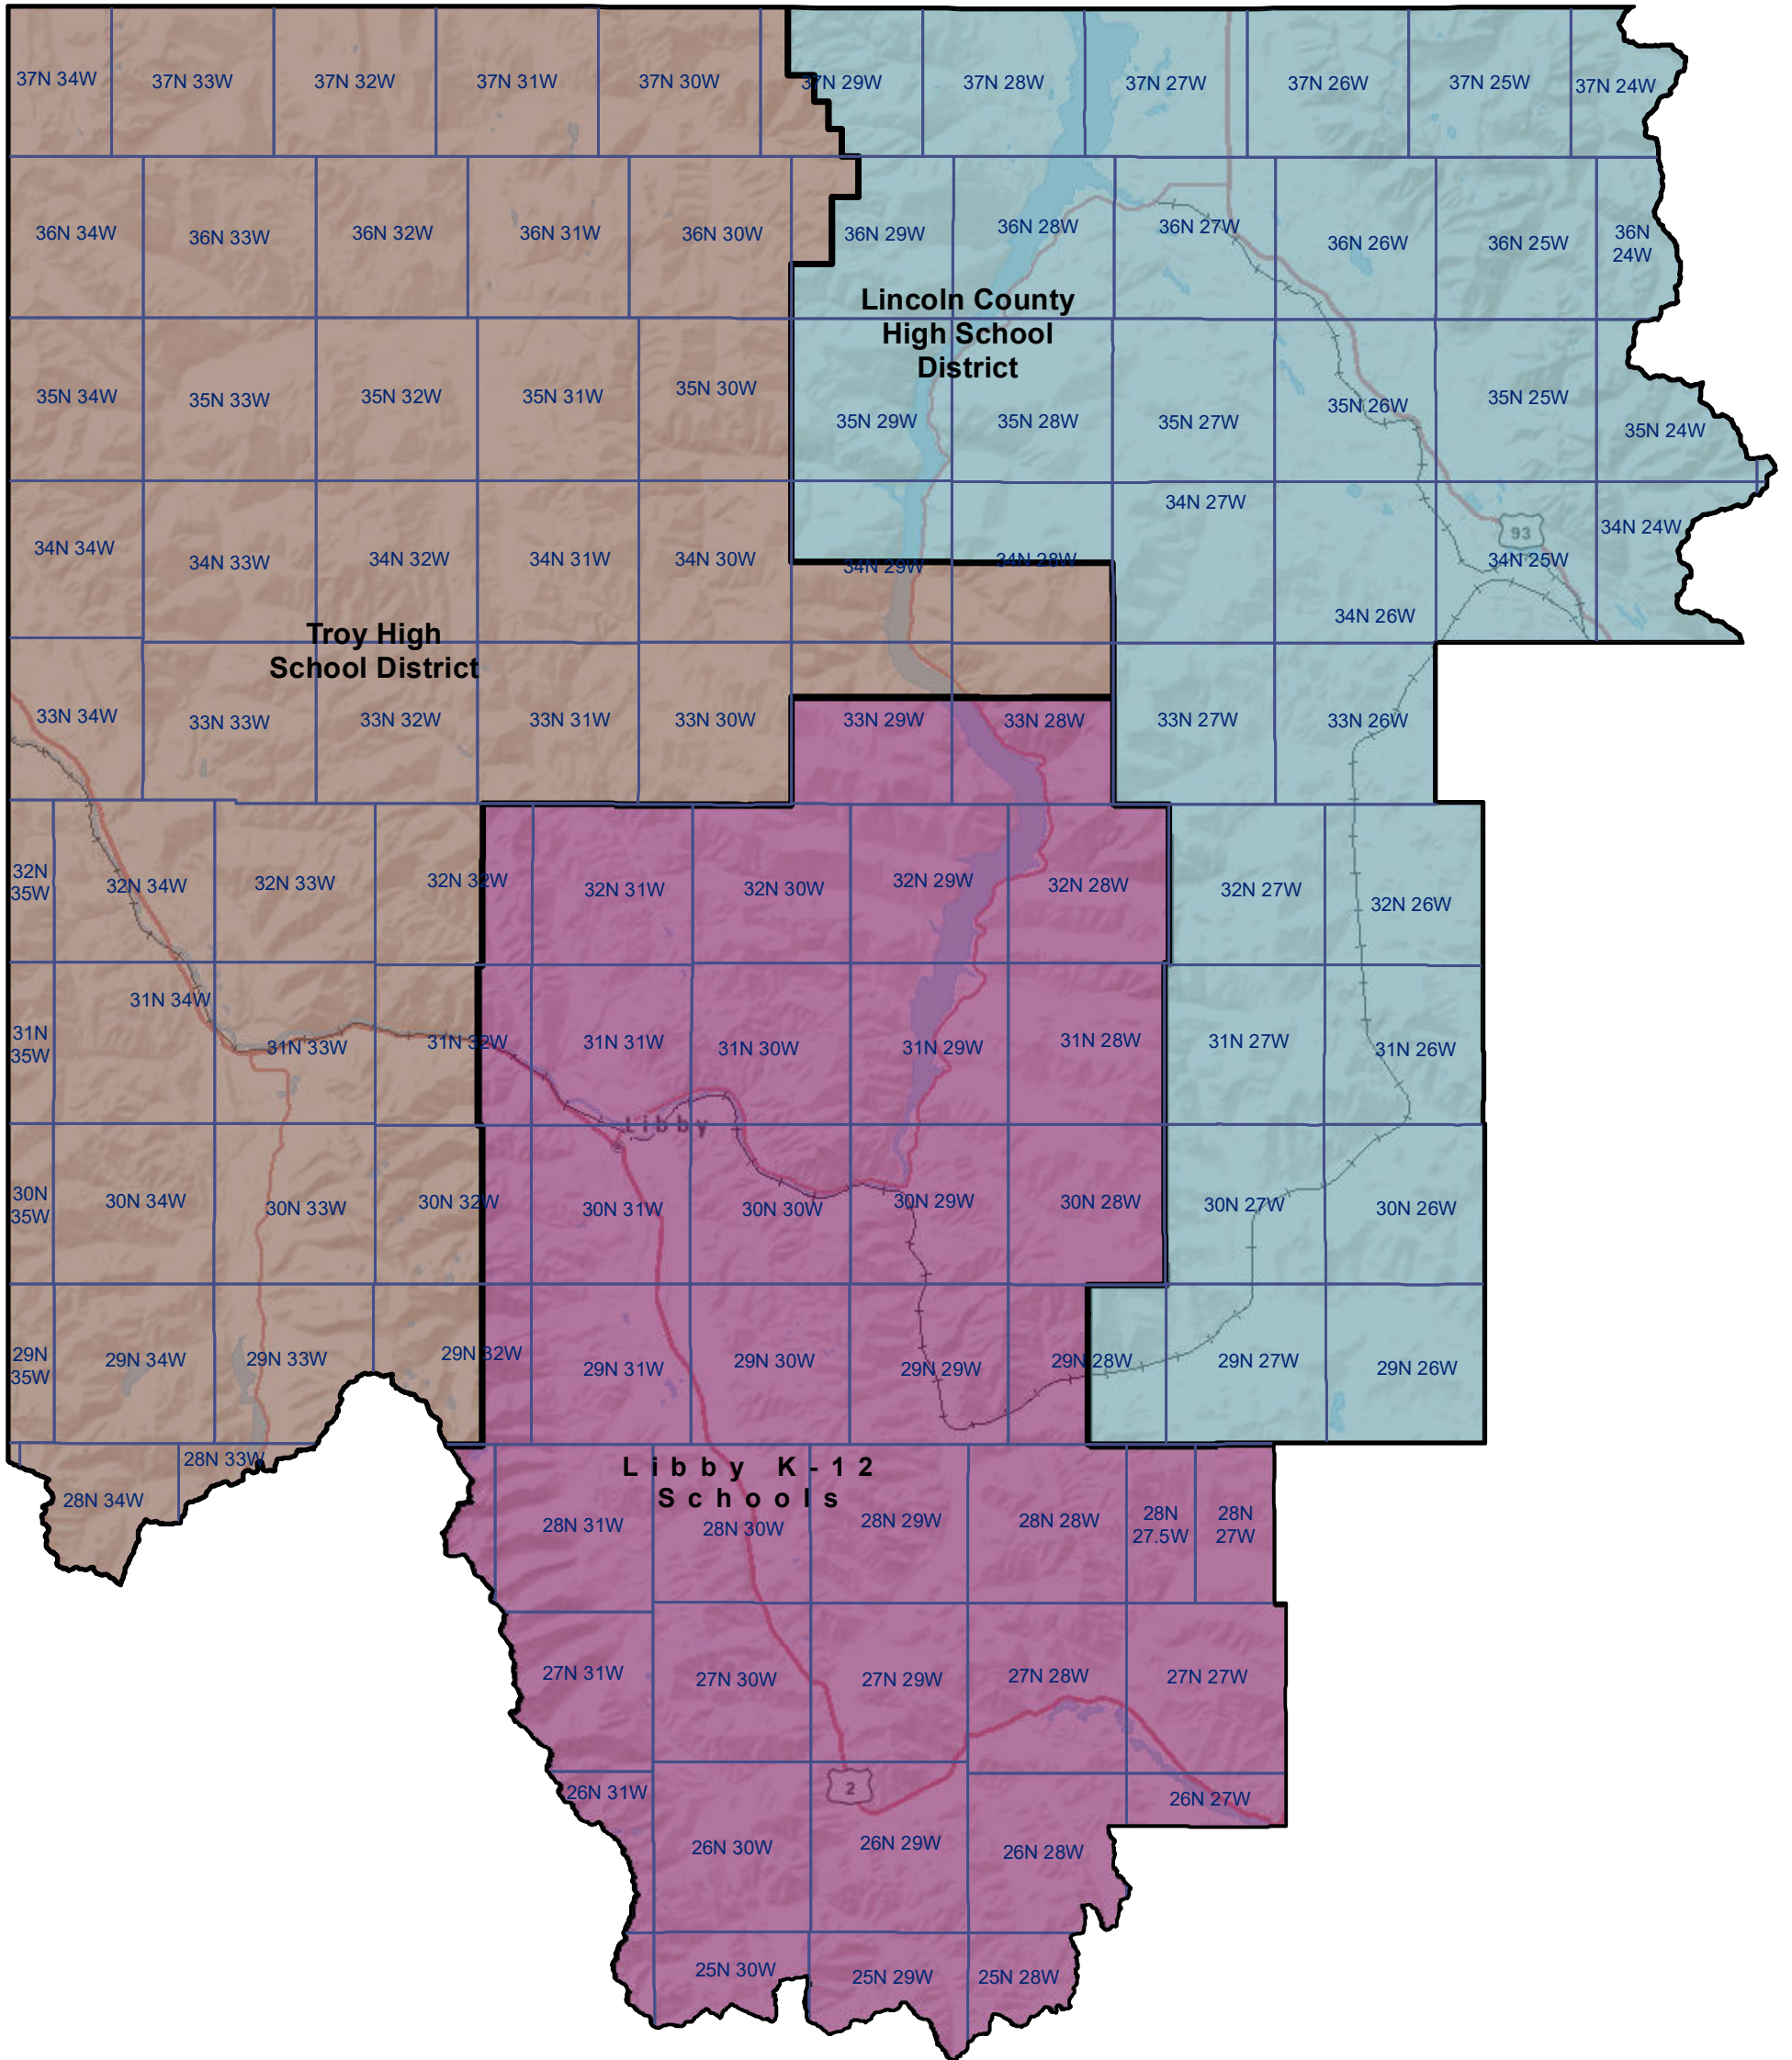 37N 34W
37N 33W
37N 32W
37N 31W
37N 30W
37N 29W
37N 28W
37N 27W
37N 26W
37N 25W
37N 24W
36N 34W
36N 33W
36N 32W
36N 31W
36N 30W
36N 29W
36N 28W
36N 27W
36N 26W
36N 25W
36N
24W
Lincoln County
High School
District
35N 34W
35N 33W
35N 32W
35N 31W
35N 30W
35N 29W
35N 28W
35N 27W
35N 26W
35N 25W
35N 24W
34N 34W
34N 33W
34N 32W
34N 31W
34N 30W
34N 29W
34N 28W
34N 27W
34N 26W
93
34N 25W
34N 24W
Troy High
School District
33N 34W
33N 33W
33N 32W
33N 31W
33N 30W
33N 29W
33N 28W
33N 27W
33N 26W
32N
35W
32N 34W
32N 33W
32N 32W
32N 31W
32N 30W
32N 29W
32N 28W
32N 27W
32N 26W
31N
35W
31N 34W
31N 33W
31N 32W
31N 31W
31N 30W
31N 29W
31N 28W
31N 27W
31N 26W
Libby
30N
35W
30N 34W
30N 33W
30N 32W
30N 31W
30N 30W
30N 29W
30N 28W
30N 27W
30N 26W
29N
35W
29N 34W
29N 33W
29N 32W
29N 31W
29N 30W
29N 29W
29N 28W
29N 27W
29N 26W
Libby K-12
Schools
28N 34W
28N 33W
28N 31W
28N 30W
28N 29W
28N 28W
28N
27.5W
28N
27W
27N 31W
27N 30W
27N 29W
27N 28W
27N 27W
26N 31W
2
26N 30W
26N 29W
26N 28W
26N 27W
25N 30W
25N 29W
25N 28W